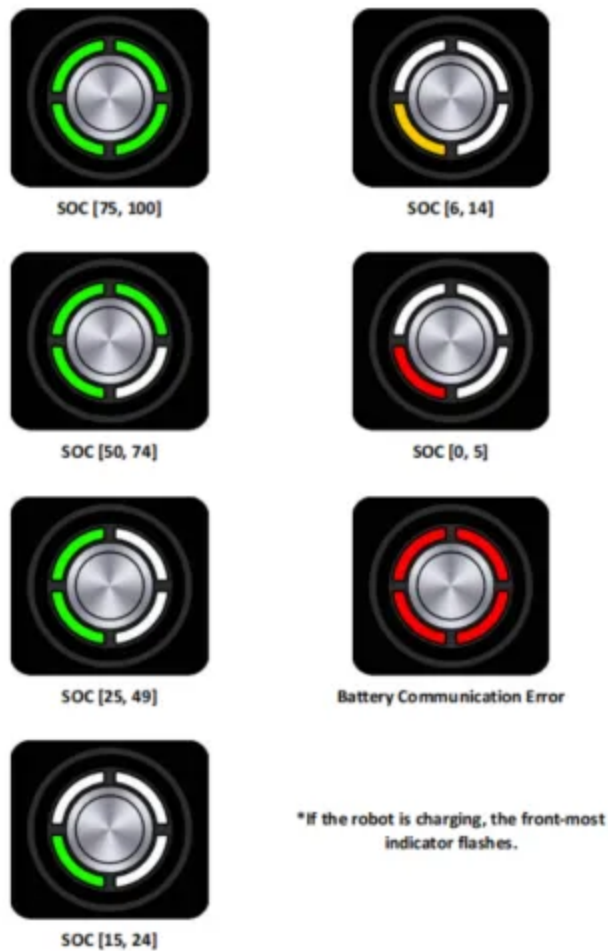 SOC [75, 100]
SOC [6, 14]
SOC [50, 74]
SOC [0, 5]
SOC [25, 49]
Battery Communication Error
*If the robot is charging, the front-most
indicator flashes.
SOC [15, 24]